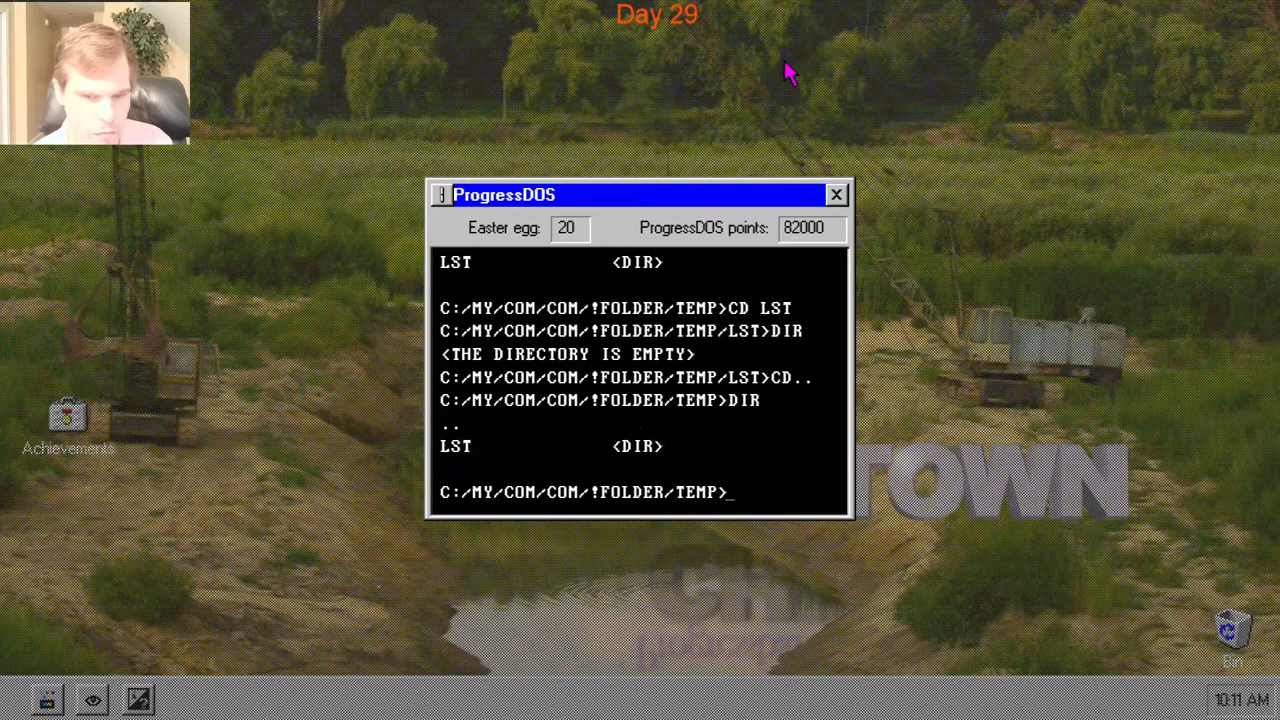 Day 29
ProgressDOS
Easter egg: 20 ProgressDOS points: 82000
LST <DIR>
C:/MY/COM/COM/!FOLDER/TEMP>CD LST
C:/MY/COM/COM/!FOLDER/TEMP/LST>DIR
<THE DIRECTORY IS EMPTY>
C:/MY/COM/COM/!FOLDER/TEMP/LST>CD..
C:/MY/COM/COM/!FOLDER/TEMP>DIR
..
LST <DIR>
C:/MY/COM/COM/!FOLDER/TEMP>_
Achievements
TOWN
Bin
10:11 AM